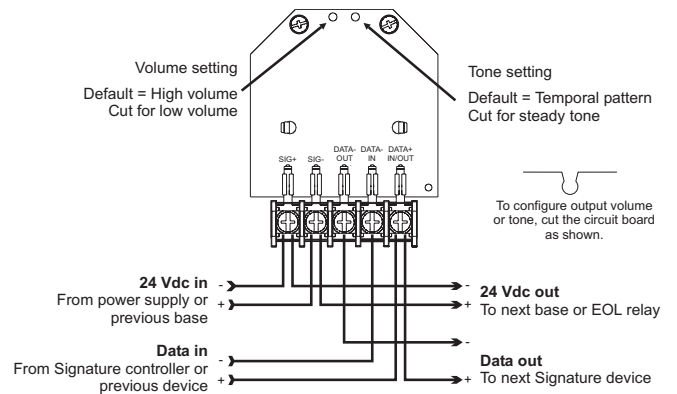 Volume setting
Default = High volume
Cut for low volume
Tone setting
Default = Temporal pattern
Cut for steady tone
SIG+
SIG-
DATA-
OUT
DATA-
IN
DATA+
IN/OUT
To configure output volume
or tone, cut the circuit board
as shown.
24 Vdc in
From power supply or
previous base
-
+
-
+
24 Vdc out
To next base or EOL relay
Data in
From Signature controller or
previous device
-
+
-
+
Data out
To next Signature device